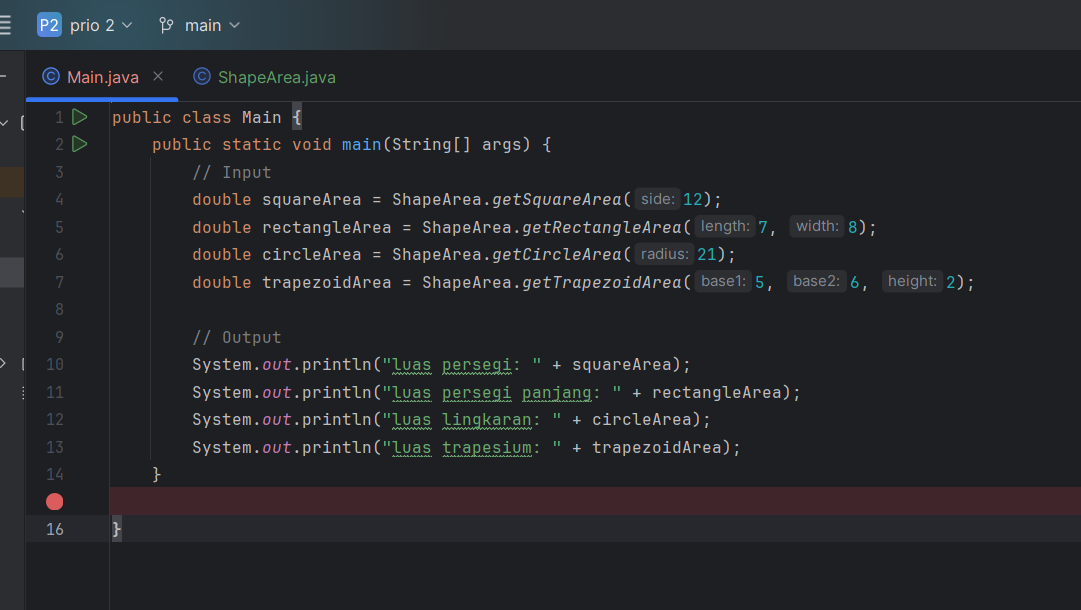 P2 prio 2 main
Main.java × ShapeArea.java
1 public class Main {
2 public static void main(String[] args) {
3 // Input
4 double squareArea = ShapeArea.getSquareArea( side: 12);
5 double rectangleArea = ShapeArea.getRectangleArea( length: 7, width: 8);
6 double circleArea = ShapeArea.getCircleArea( radius: 21);
7 double trapezoidArea = ShapeArea.getTrapezoidArea( base1: 5, base2: 6, height: 2);
8
9 // Output
10 System.out.println("luas persegi: " + squareArea);
11 System.out.println("luas persegi panjang: " + rectangleArea);
12 System.out.println("luas lingkaran: " + circleArea);
13 System.out.println("luas trapesium: " + trapezoidArea);
14 }
16 }